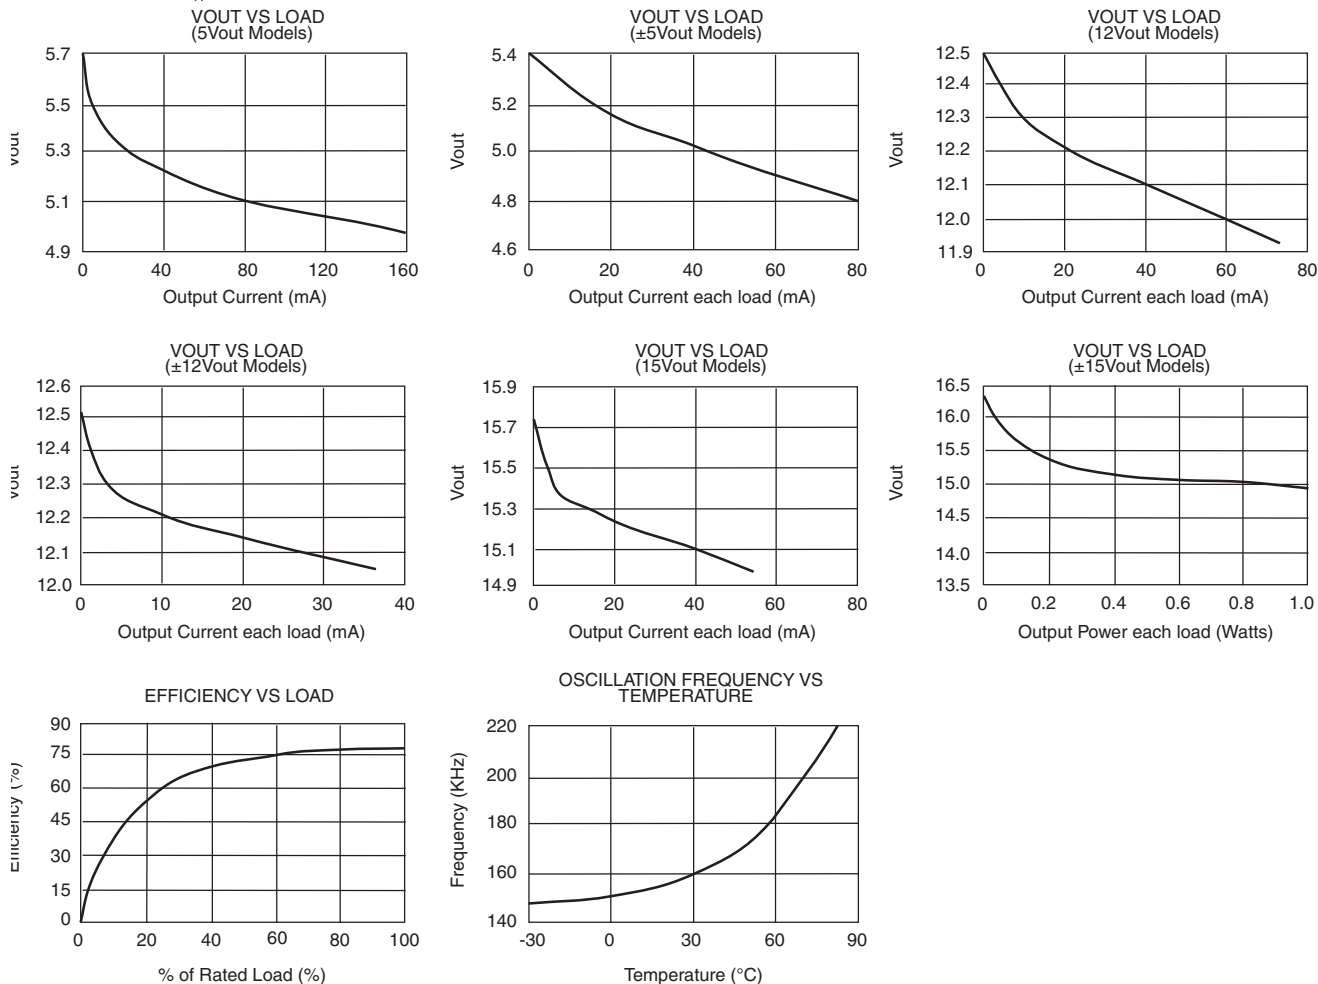 VOUT VS LOAD
(5Vout Models)
5.7
5.5
5.3
5.1
4.9
Vout
0 40 80 120 160
Output Current (mA)
VOUT VS LOAD
(±5Vout Models)
5.4
5.2
5.0
4.8
4.6
Vout
0 20 40 60 80
Output Current each load (mA)
VOUT VS LOAD
(12Vout Models)
12.5
12.4
12.3
12.2
12.1
12.0
11.9
Vout
0 20 40 60 80
Output Current each load (mA)
VOUT VS LOAD
(±12Vout Models)
12.6
12.5
12.4
12.3
12.2
12.1
12.0
Vout
0 10 20 30 40
Output Current each load (mA)
VOUT VS LOAD
(15Vout Models)
15.9
15.7
15.5
15.3
15.1
14.9
Vout
0 20 40 60 80
Output Current each load (mA)
VOUT VS LOAD
(±15Vout Models)
16.5
16.0
15.5
15.0
14.5
14.0
13.5
Vout
0 0.2 0.4 0.6 0.8 1.0
Output Power each load (Watts)
EFFICIENCY VS LOAD
90
75
60
45
30
15
0
Efficiency (%)
0 20 40 60 80 100
% of Rated Load (%)
OSCILLATION FREQUENCY VS
TEMPERATURE
220
200
180
160
140
Frequency (KHz)
-30 0 30 60 90
Temperature (°C)